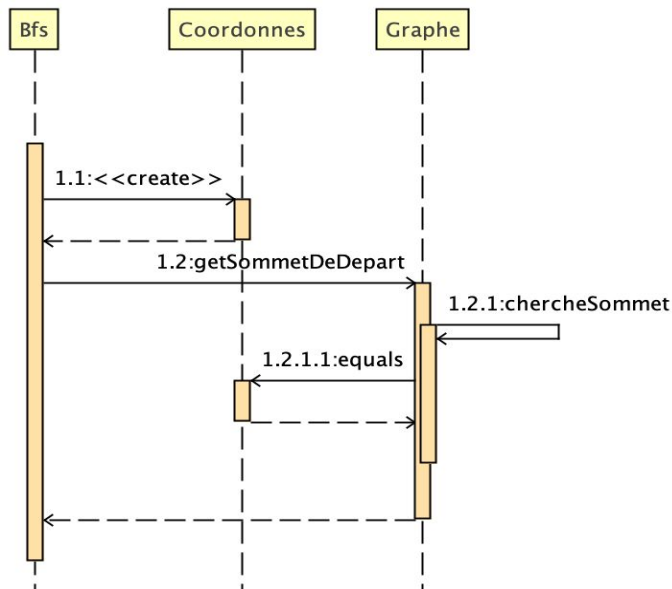 Bfs
Coordonnes
Graphe
1.1:<<create>>
1.2:getSommetDeDepart
1.2.1:chercheSommet
1.2.1.1:equals